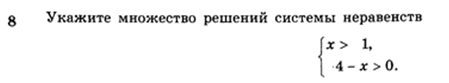 8 Укажите множество решений системы неравенств
{ x > 1,
4 – x > 0.